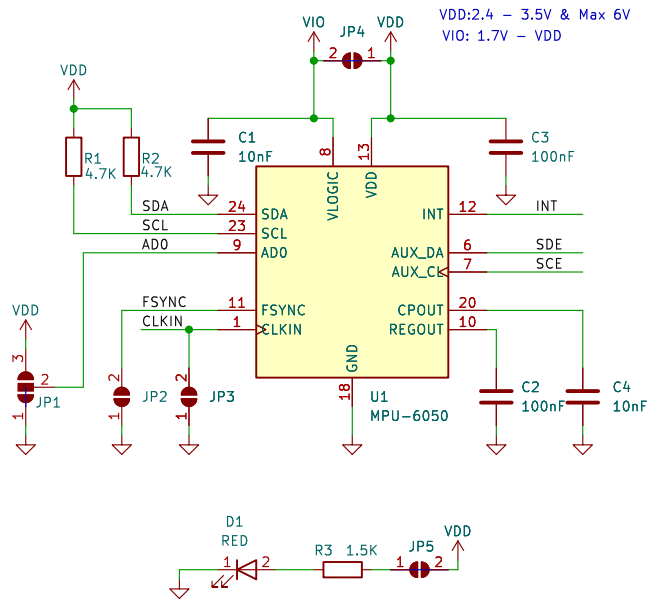 VDD:2.4 - 3.5V & Max 6V
VIO: 1.7V - VDD
VIO
JP4
VDD
2
1
VDD
C1
10nF
8
13
C3
100nF
R1
4.7K
R2
4.7K
VLOGIC
VDD
SDA
24
SDA
SCL
23
SCL
AD0
9
AD0
INT
12
INT
AUX_DA
6
SDE
AUX_CL
7
SCE
FSYNC
11
FSYNC
CLKIN
1
CLKIN
CPOUT
20
REGOUT
10
VDD
3
2
1
JP1
2
1
JP2
2
1
JP3
GND
18
U1
MPU-6050
C2
100nF
C4
10nF
D1
RED
1
2
R3 1.5K
1
JP5
2
VDD